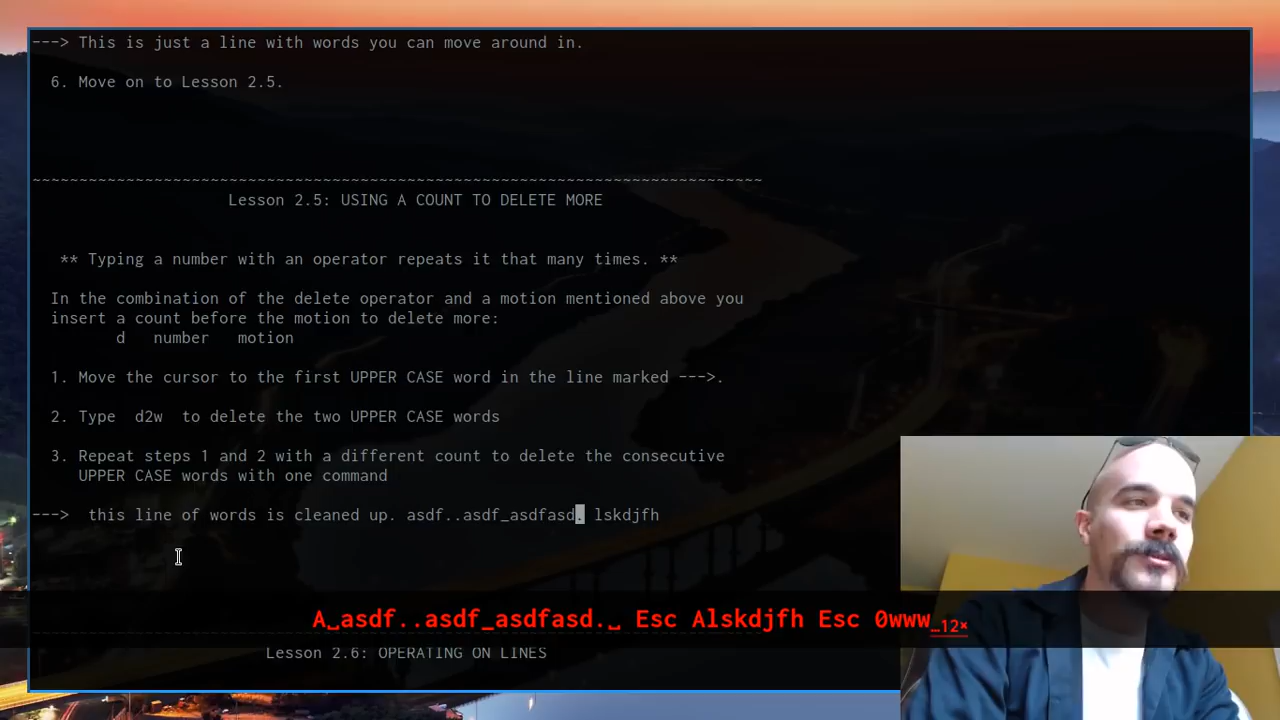 ---> This is just a line with words you can move around in.
6. Move on to Lesson 2.5.
~~~~~~~~~~~~~~~~~~~~~~~~~~~~~~~~~~~~~~~~~~~~~~~~~~~~~~~~~~~~~~~~~~~~~~~~~~~~~~
Lesson 2.5: USING A COUNT TO DELETE MORE
** Typing a number with an operator repeats it that many times. **
In the combination of the delete operator and a motion mentioned above you
insert a count before the motion to delete more:
d number motion
1. Move the cursor to the first UPPER CASE word in the line marked --->.
2. Type d2w to delete the two UPPER CASE words
3. Repeat steps 1 and 2 with a different count to delete the consecutive
UPPER CASE words with one command
---> this line of words is cleaned up. asdf..asdf_asdfasd. lskdjfh
A␣asdf..asdf_asdfasd.␣ Esc Alskdjfh Esc 0www…12×
Lesson 2.6: OPERATING ON LINES